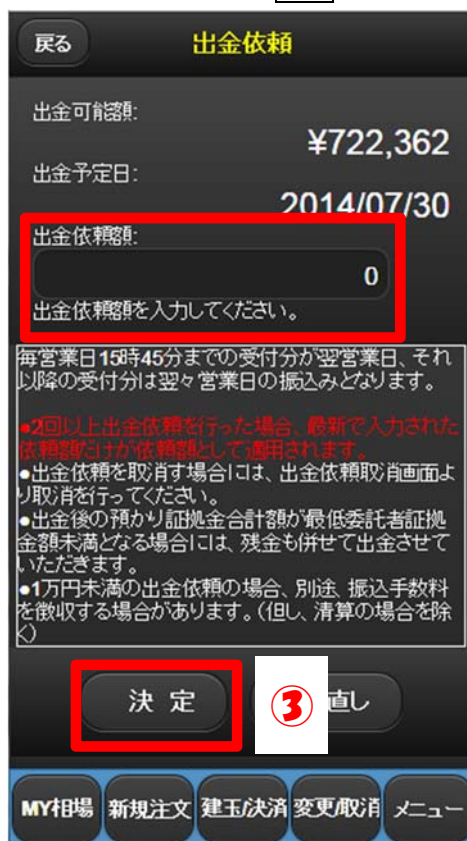 戻る 出金依頼
出金可能額:
¥722,362
出金予定日:
2014/07/30
出金依頼額:
0
出金依頼額を入力してください。
毎営業日15時45分までの受付分が翌営業日、それ
以降の受付分は翌々営業日の振込みとなります。
●2回以上出金依頼を行った場合、最新で入力された
依頼額だけが依頼額として適用されます。
●出金依頼を取消す場合には、出金依頼取消画面よ
り取消を行ってください。
●出金後の預かり証拠金合計額が最低委託者証拠
金額未満となる場合には、残金も併せて出金させて
いただきます。
●1万円未満の出金依頼の場合、別途、振込手数料
を徴収する場合があります。(但し、清算の場合を除
く)
決 定 ③ 直し
MY相場 新規注文 建玉/決済 変更/取消 メニュー